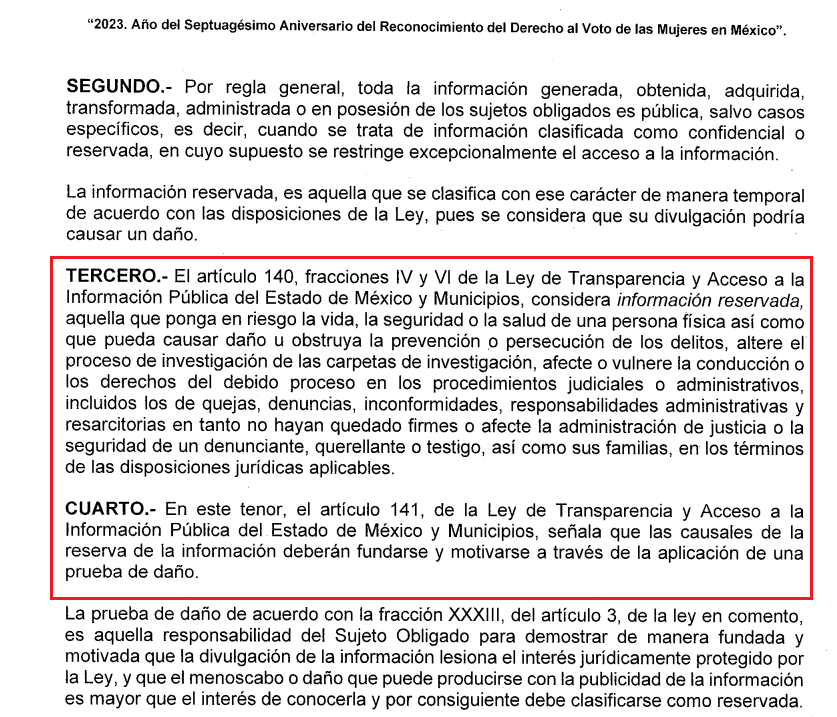 “2023. Año del Septuagésimo Aniversario del Reconocimiento del Derecho al Voto de las Mujeres en México”.
SEGUNDO.- Por regla general, toda la información generada, obtenida, adquirida,
transformada, administrada o en posesión de los sujetos obligados es pública, salvo casos
específicos, es decir, cuando se trata de información clasificada como confidencial o
reservada, en cuyo supuesto se restringe excepcionalmente el acceso a la información.
La información reservada, es aquella que se clasifica con ese carácter de manera temporal
de acuerdo con las disposiciones de la Ley, pues se considera que su divulgación podría
causar un daño.
TERCERO.- El artículo 140, fracciones IV y VI de la Ley de Transparencia y Acceso a la
Información Pública del Estado de México y Municipios, considera información reservada,
aquella que ponga en riesgo la vida, la seguridad o la salud de una persona física así como
que pueda causar daño u obstruya la prevención o persecución de los delitos, altere el
proceso de investigación de las carpetas de investigación, afecte o vulnere la conducción o
los derechos del debido proceso en los procedimientos judiciales o administrativos,
incluidos los de quejas, denuncias, inconformidades, responsabilidades administrativas y
resarcitorias en tanto no hayan quedado firmes o afecte la administración de justicia o la
seguridad de un denunciante, querellante o testigo, así como sus familias, en los términos
de las disposiciones jurídicas aplicables.
CUARTO.- En este tenor, el artículo 141, de la Ley de Transparencia y Acceso a la
Información Pública del Estado de México y Municipios, señala que las causales de la
reserva de la información deberán fundarse y motivarse a través de la aplicación de una
prueba de daño.
La prueba de daño de acuerdo con la fracción XXXIII, del artículo 3, de la ley en comento,
es aquella responsabilidad del Sujeto Obligado para demostrar de manera fundada y
motivada que la divulgación de la información lesiona el interés jurídicamente protegido por
la Ley, y que el menoscabo o daño que puede producirse con la publicidad de la información
es mayor que el interés de conocerla y por consiguiente debe clasificarse como reservada.